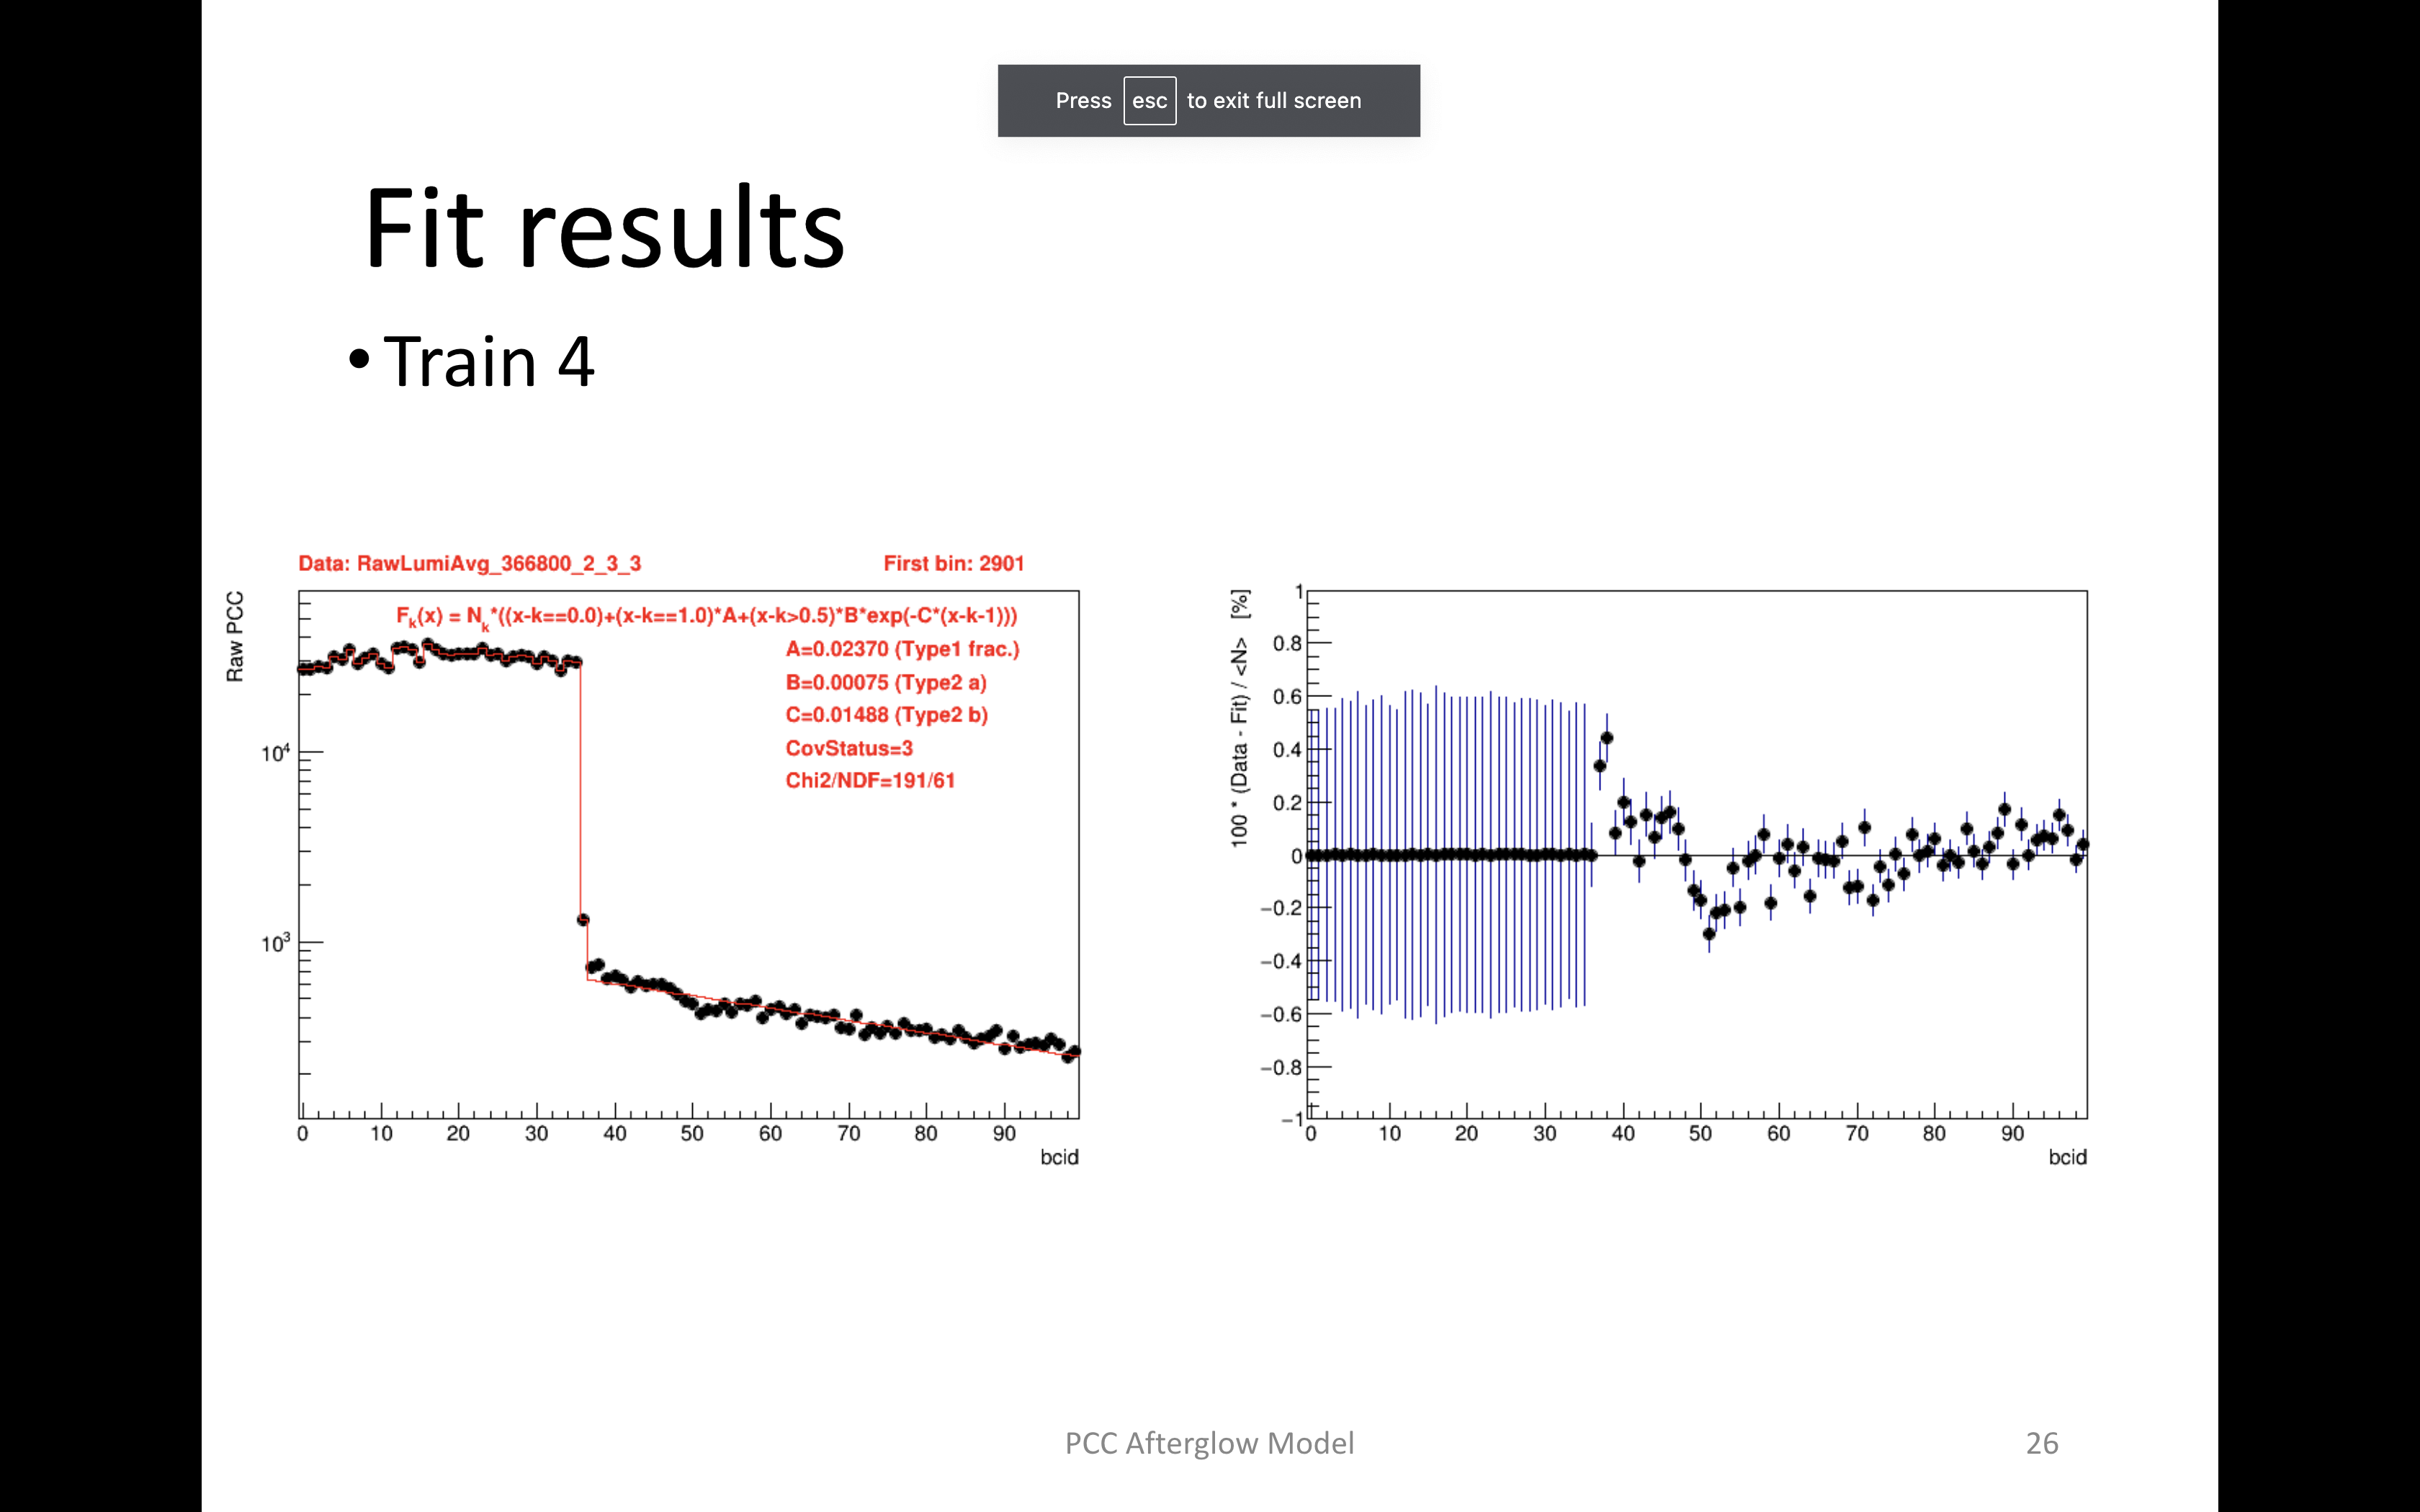 Press esc to exit full screen
Fit results
• Train 4
Data: RawLumiAvg_366800_2_3_3
First bin: 2901
Raw PCC
F_k(x) = N_k*((x-k==0.0)+(x-k==1.0)*A+(x-k>0.5)*B*exp(-C*(x-k-1)))
A=0.02370 (Type1 frac.)
B=0.00075 (Type2 a)
C=0.01488 (Type2 b)
CovStatus=3
Chi2/NDF=191/61
10⁴
10³
0 10 20 30 40 50 60 70 80 90
bcid
100 * (Data - Fit) / <N> [%]
1
0.8
0.6
0.4
0.2
0
−0.2
−0.4
−0.6
−0.8
−1
0 10 20 30 40 50 60 70 80 90
bcid
PCC Afterglow Model
26